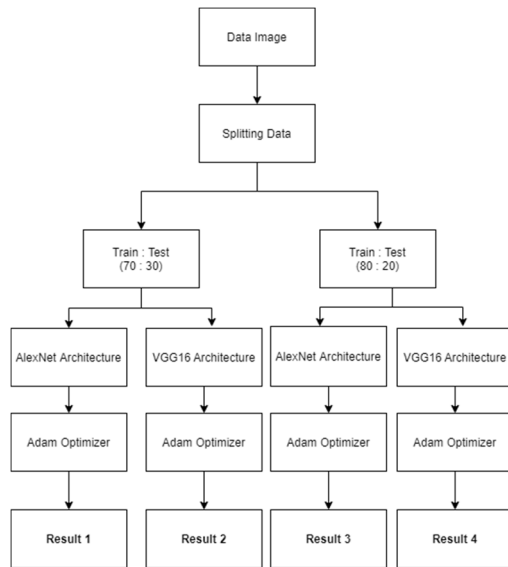 Data Image
Splitting Data
Train : Test
(70 : 30)
Train : Test
(80 : 20)
AlexNet Architecture
VGG16 Architecture
AlexNet Architecture
VGG16 Architecture
Adam Optimizer
Adam Optimizer
Adam Optimizer
Adam Optimizer
Result 1
Result 2
Result 3
Result 4